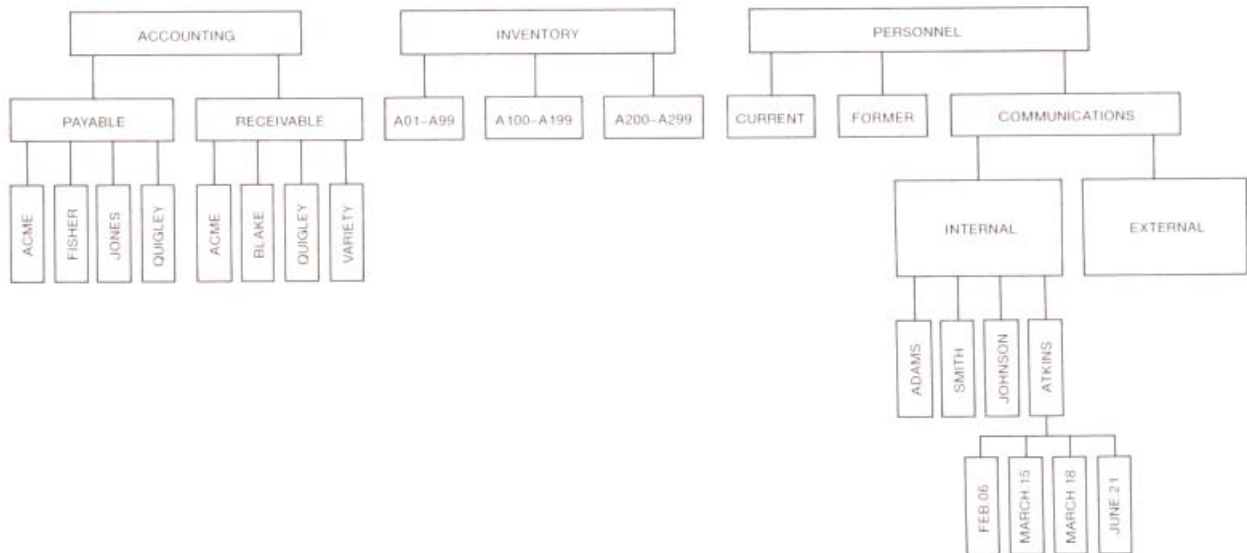 ACCOUNTING
INVENTORY
PERSONNEL
PAYABLE
RECEIVABLE
A01-A99
A100-A199
A200-A299
CURRENT
FORMER
COMMUNICATIONS
ACME
FISHER
JONES
QUIGLEY
ACME
BLAKE
QUIGLEY
VARIETY
INTERNAL
EXTERNAL
ADAMS
SMITH
JOHNSON
ATKINS
FEB.06
MARCH.15
MARCH.18
JUNE.21